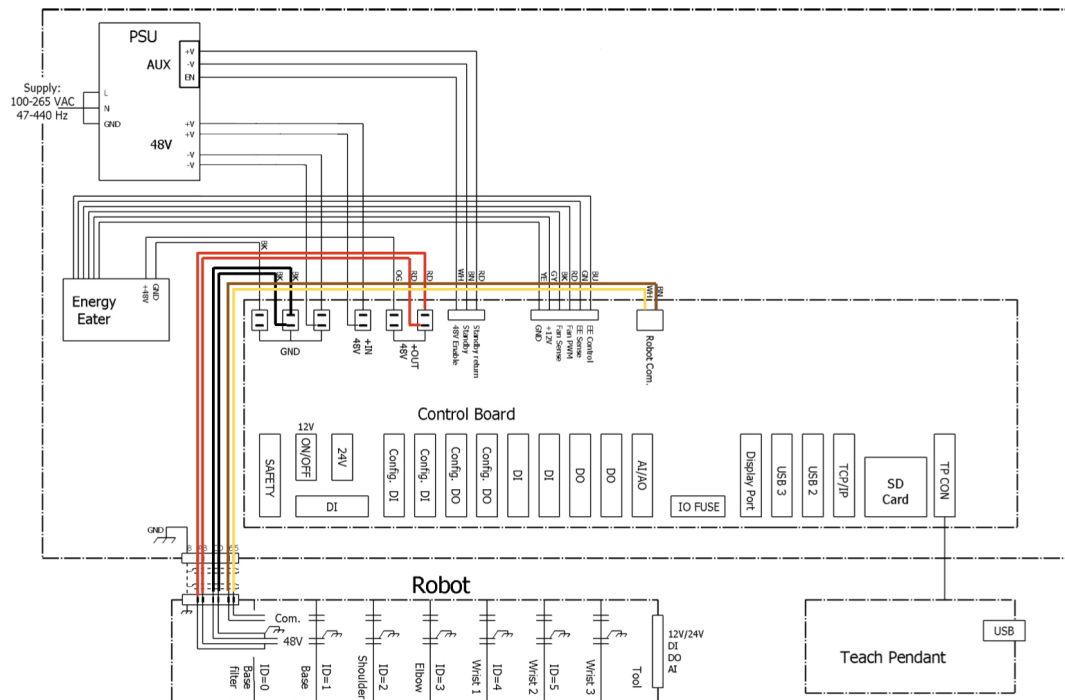 PSU
AUX
+V
-V
EN
Supply:
100-265 VAC
47-440 Hz
L
N
GND
48V
+V
+V
-V
-V
Energy
Eater
+48V
GND
BK
BK
BK
OG
RD
RD
WH
BN
RD
YE
GY
BK
RD
GN
BU
WH
BN
GND
48V
+IN
48V
+OUT
48V Enable
Standby
Standby return
GND
+12V
Fan Sense
Fan PWM
EE Sense
EE Control
Robot Com.
Control Board
SAFETY
12V
ON/OFF
24V
DI
Config. DI
Config. DI
Config. DO
Config. DO
DI
DI
DO
DO
AI/AO
IO FUSE
Display Port
USB 3
USB 2
TCP/IP
SD
Card
TP CON
GND
Robot
Com.
48V
Base
filter
ID=0
Base
ID=1
Shoulder
ID=2
Elbow
ID=3
Wrist 1
ID=4
Wrist 2
ID=5
Wrist 3
Tool
12V/24V
DI
DO
AI
USB
Teach Pendant